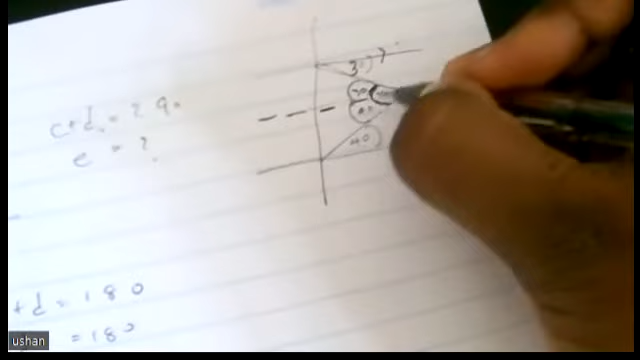 c+d = ? 90
e = ?
30
40
+ d = 180
= 180
ushan